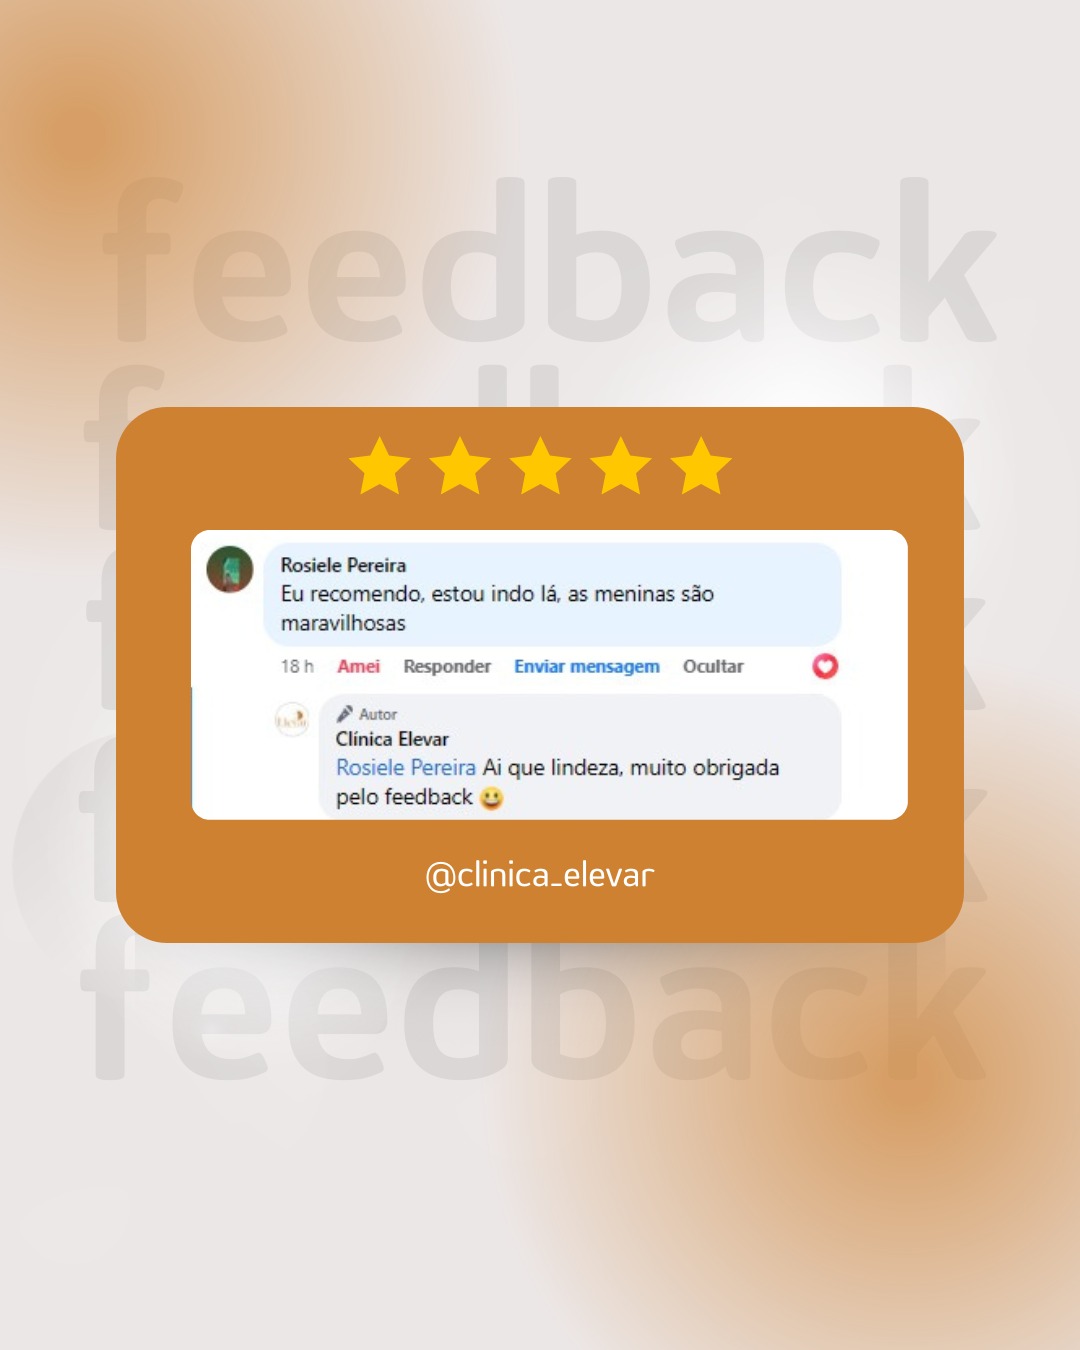 feedback
Rosiele Pereira
Eu recomendo, estou indo lá, as meninas são
maravilhosas
18 h Amei Responder Enviar mensagem Ocultar
Elevar
Autor
Clínica Elevar
Rosiele Pereira Ai que lindeza, muito obrigada
pelo feedback 😀
@clinica_elevar
feedback